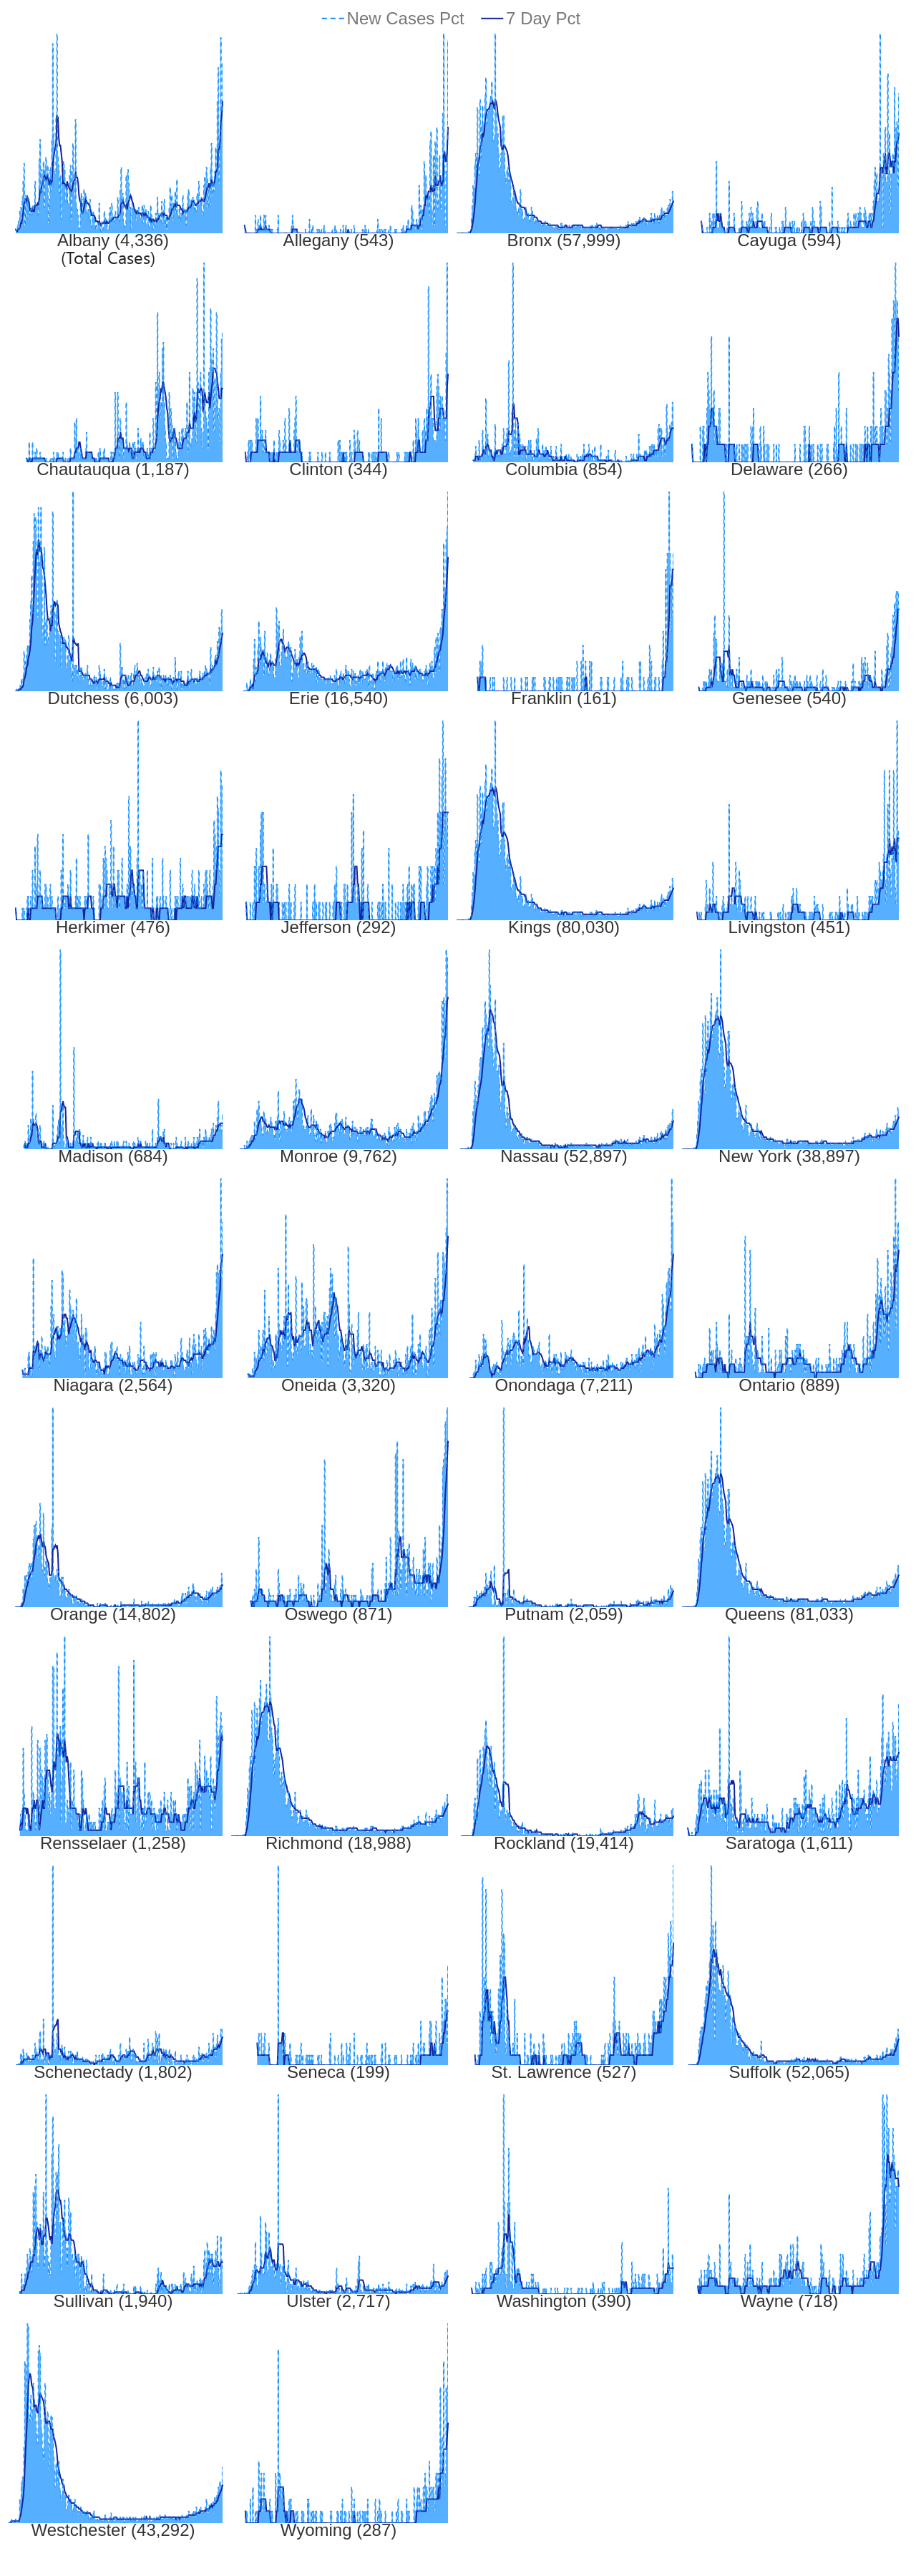 New Cases Pct 7 Day Pct
Albany (4,336) Allegany (543) Bronx (57,999) Cayuga (594)
(Total Cases)
Chautauqua (1,187) Clinton (344) Columbia (854) Delaware (266)
Dutchess (6,003) Erie (16,540) Franklin (161) Genesee (540)
Herkimer (476) Jefferson (292) Kings (80,030) Livingston (451)
Madison (684) Monroe (9,762) Nassau (52,897) New York (38,897)
Niagara (2,564) Oneida (3,320) Onondaga (7,211) Ontario (889)
Orange (14,802) Oswego (871) Putnam (2,059) Queens (81,033)
Rensselaer (1,258) Richmond (18,988) Rockland (19,414) Saratoga (1,611)
Schenectady (1,802) Seneca (199) St. Lawrence (527) Suffolk (52,065)
Sullivan (1,940) Ulster (2,717) Washington (390) Wayne (718)
Westchester (43,292) Wyoming (287)